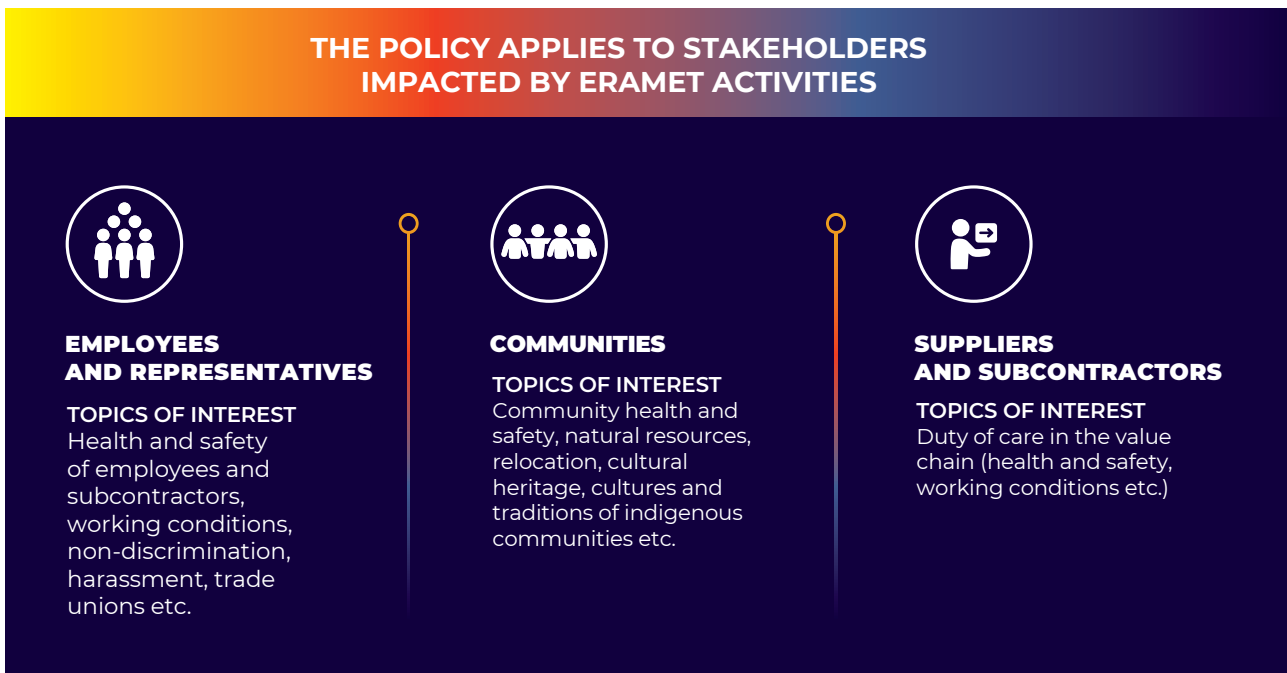 THE POLICY APPLIES TO STAKEHOLDERS
IMPACTED BY ERAMET ACTIVITIES
EMPLOYEES
AND REPRESENTATIVES
TOPICS OF INTEREST
Health and safety
of employees and
subcontractors,
working conditions,
non-discrimination,
harassment, trade
unions etc.
COMMUNITIES
TOPICS OF INTEREST
Community health and
safety, natural resources,
relocation, cultural
heritage, cultures and
traditions of indigenous
communities etc.
SUPPLIERS
AND SUBCONTRACTORS
TOPICS OF INTEREST
Duty of care in the value
chain (health and safety,
working conditions etc.)